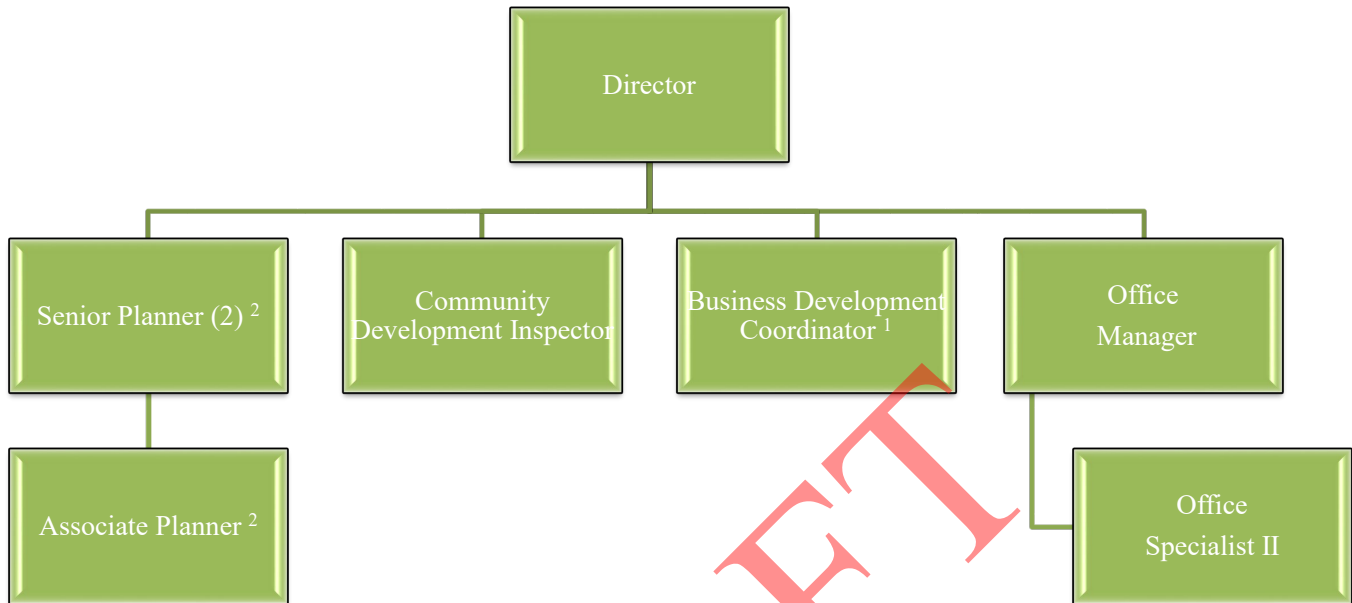 Director
Senior Planner (2) ²
Community
Development Inspector
Business Development
Coordinator ¹
Office
Manager
Associate Planner ²
Office
Specialist II
FT